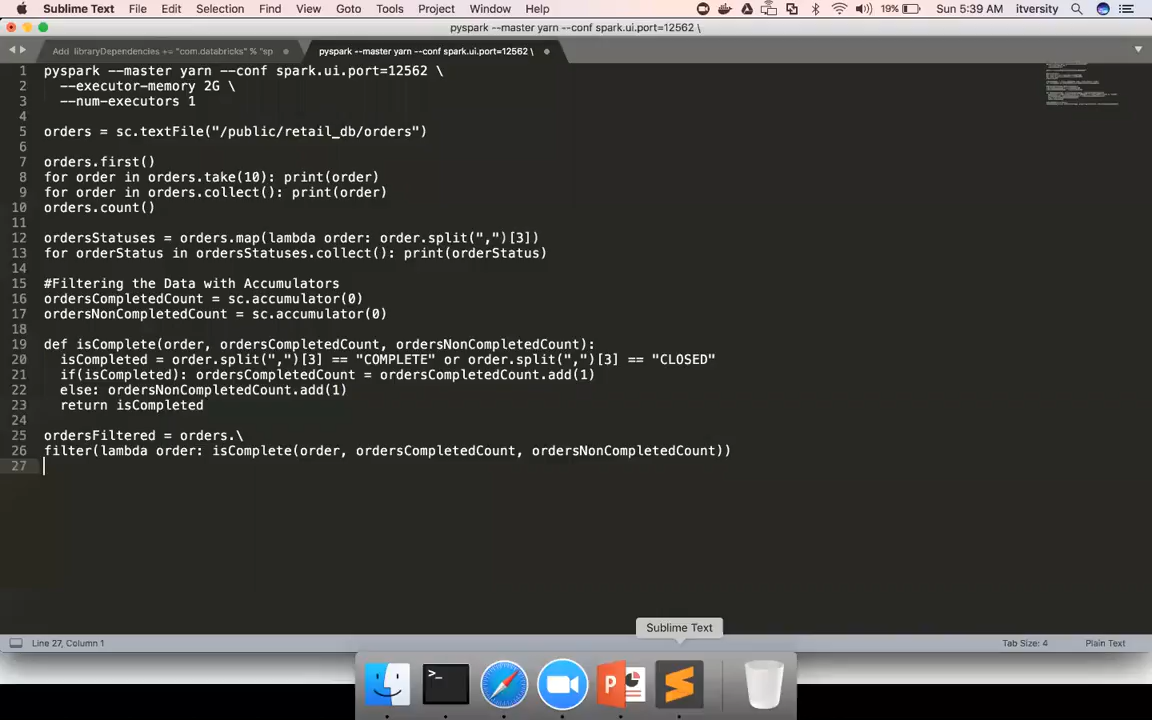 Sublime Text File Edit Selection Find View Goto Tools Project Window Help 19% Sun 5:39 AM itversity
pyspark --master yarn --conf spark.ui.port=12562 \
Add libraryDependencies += "com.databricks" % "sp
pyspark --master yarn --conf spark.ui.port=12562 \
1 pyspark --master yarn --conf spark.ui.port=12562 \
2 --executor-memory 2G \
3 --num-executors 1
4
5 orders = sc.textFile("/public/retail_db/orders")
6
7 orders.first()
8 for order in orders.take(10): print(order)
9 for order in orders.collect(): print(order)
10 orders.count()
11
12 ordersStatuses = orders.map(lambda order: order.split(",")[3])
13 for orderStatus in ordersStatuses.collect(): print(orderStatus)
14
15 #Filtering the Data with Accumulators
16 ordersCompletedCount = sc.accumulator(0)
17 ordersNonCompletedCount = sc.accumulator(0)
18
19 def isComplete(order, ordersCompletedCount, ordersNonCompletedCount):
20 isCompleted = order.split(",")[3] == "COMPLETE" or order.split(",")[3] == "CLOSED"
21 if(isCompleted): ordersCompletedCount = ordersCompletedCount.add(1)
22 else: ordersNonCompletedCount.add(1)
23 return isCompleted
24
25 ordersFiltered = orders.\
26 filter(lambda order: isComplete(order, ordersCompletedCount, ordersNonCompletedCount))
27
Sublime Text
Line 27, Column 1 Tab Size: 4 Plain Text